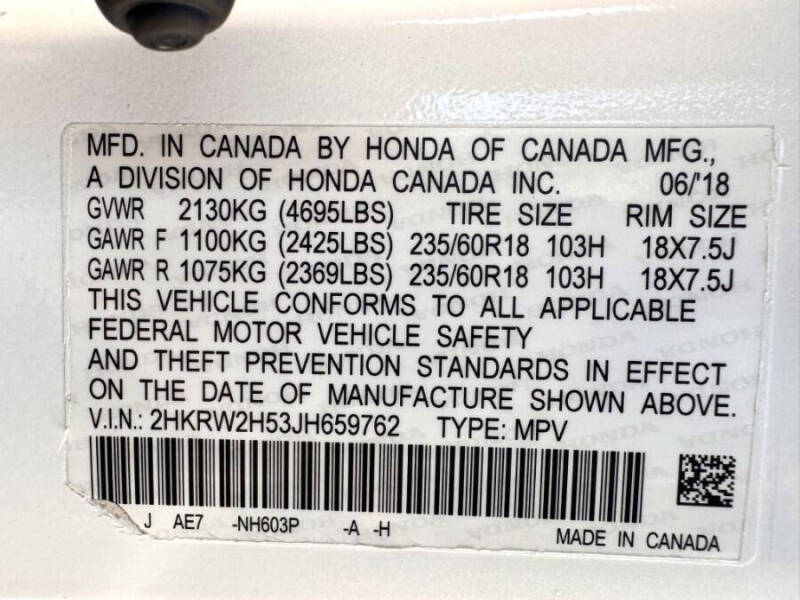 MFD. IN CANADA BY HONDA OF CANADA MFG.,
A DIVISION OF HONDA CANADA INC. 06/'18
GVWR 2130KG (4695LBS) TIRE SIZE RIM SIZE
GAWR F 1100KG (2425LBS) 235/60R18 103H 18X7.5J
GAWR R 1075KG (2369LBS) 235/60R18 103H 18X7.5J
THIS VEHICLE CONFORMS TO ALL APPLICABLE
FEDERAL MOTOR VEHICLE SAFETY
AND THEFT PREVENTION STANDARDS IN EFFECT
ON THE DATE OF MANUFACTURE SHOWN ABOVE.
V.I.N.: 2HKRW2H53JH659762 TYPE: MPV
J AE7 -NH603P -A -H
MADE IN CANADA